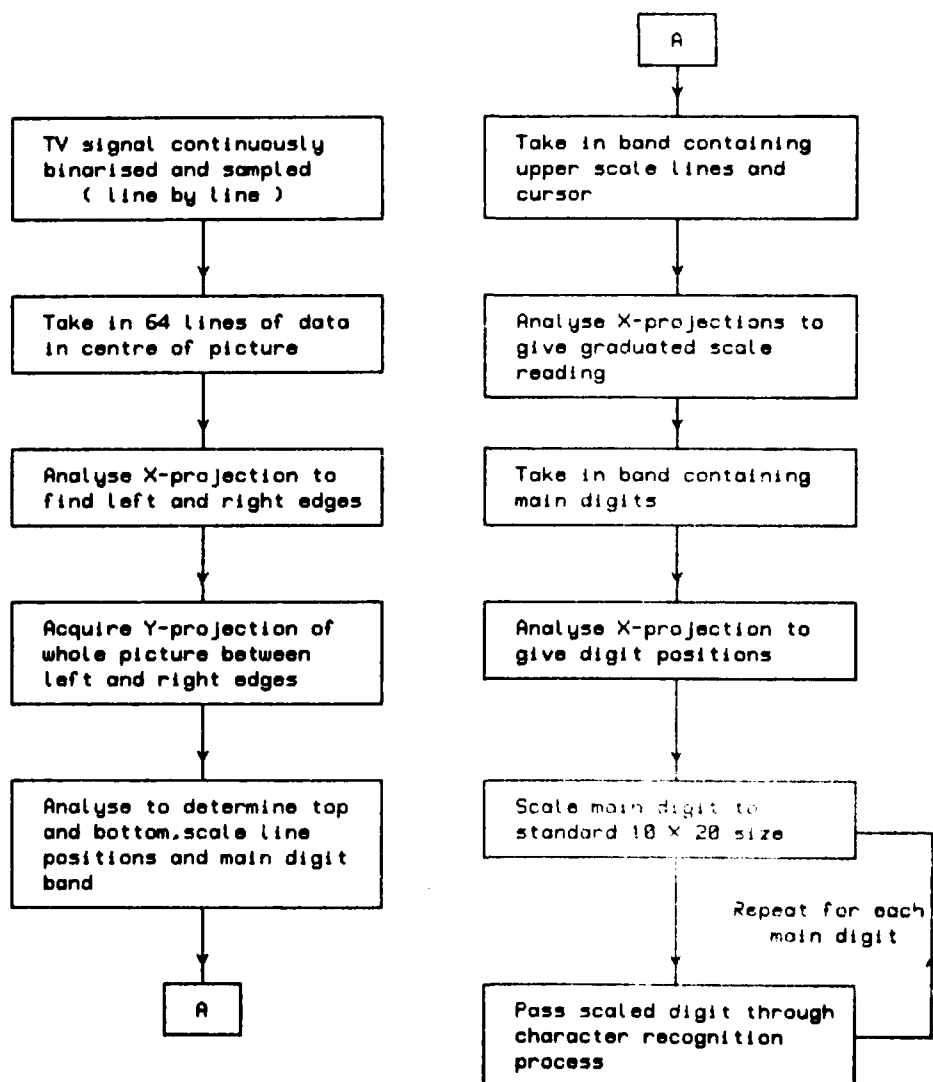 TV signal continuously
binarised and sampled
( line by line )
Take in 64 lines of data
in centre of picture
Analyse X-projection to
find left and right edges
Acquire Y-projection of
whole picture between
left and right edges
Analyse to determine top
and bottom,scale line
positions and main digit
band
A
A
Take in band containing
upper scale lines and
cursor
Analyse X-projections to
give graduated scale
reading
Take in band containing
main digits
Analyse X-projection to
give digit positions
Scale main digit to
standard 10 X 20 size
Repeat for each
main digit
Pass scaled digit through
character recognition
process